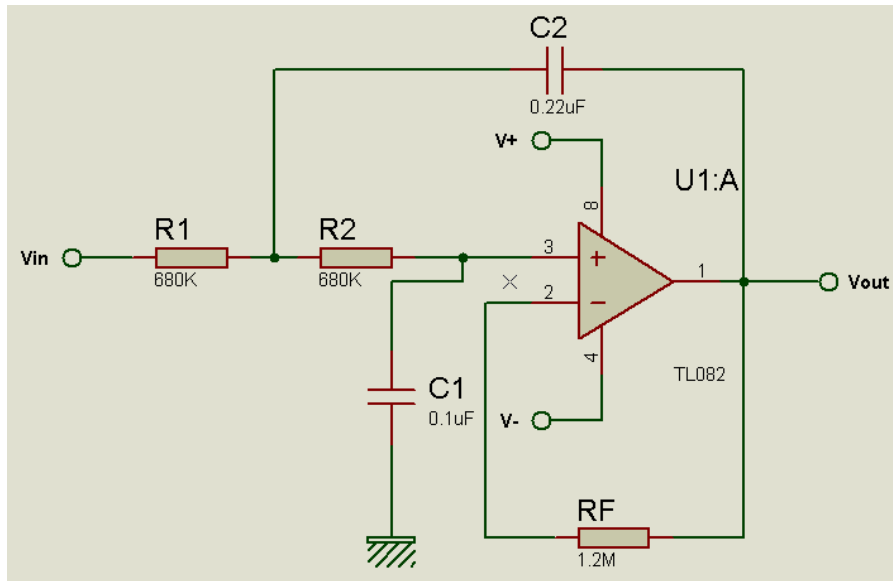 C2
0.22uF
V+
U1:A
8
R1
R2
Vin
3
680K
680K
1
2
Vout
4
TL082
C1
0.1uF
V-
RF
1.2M